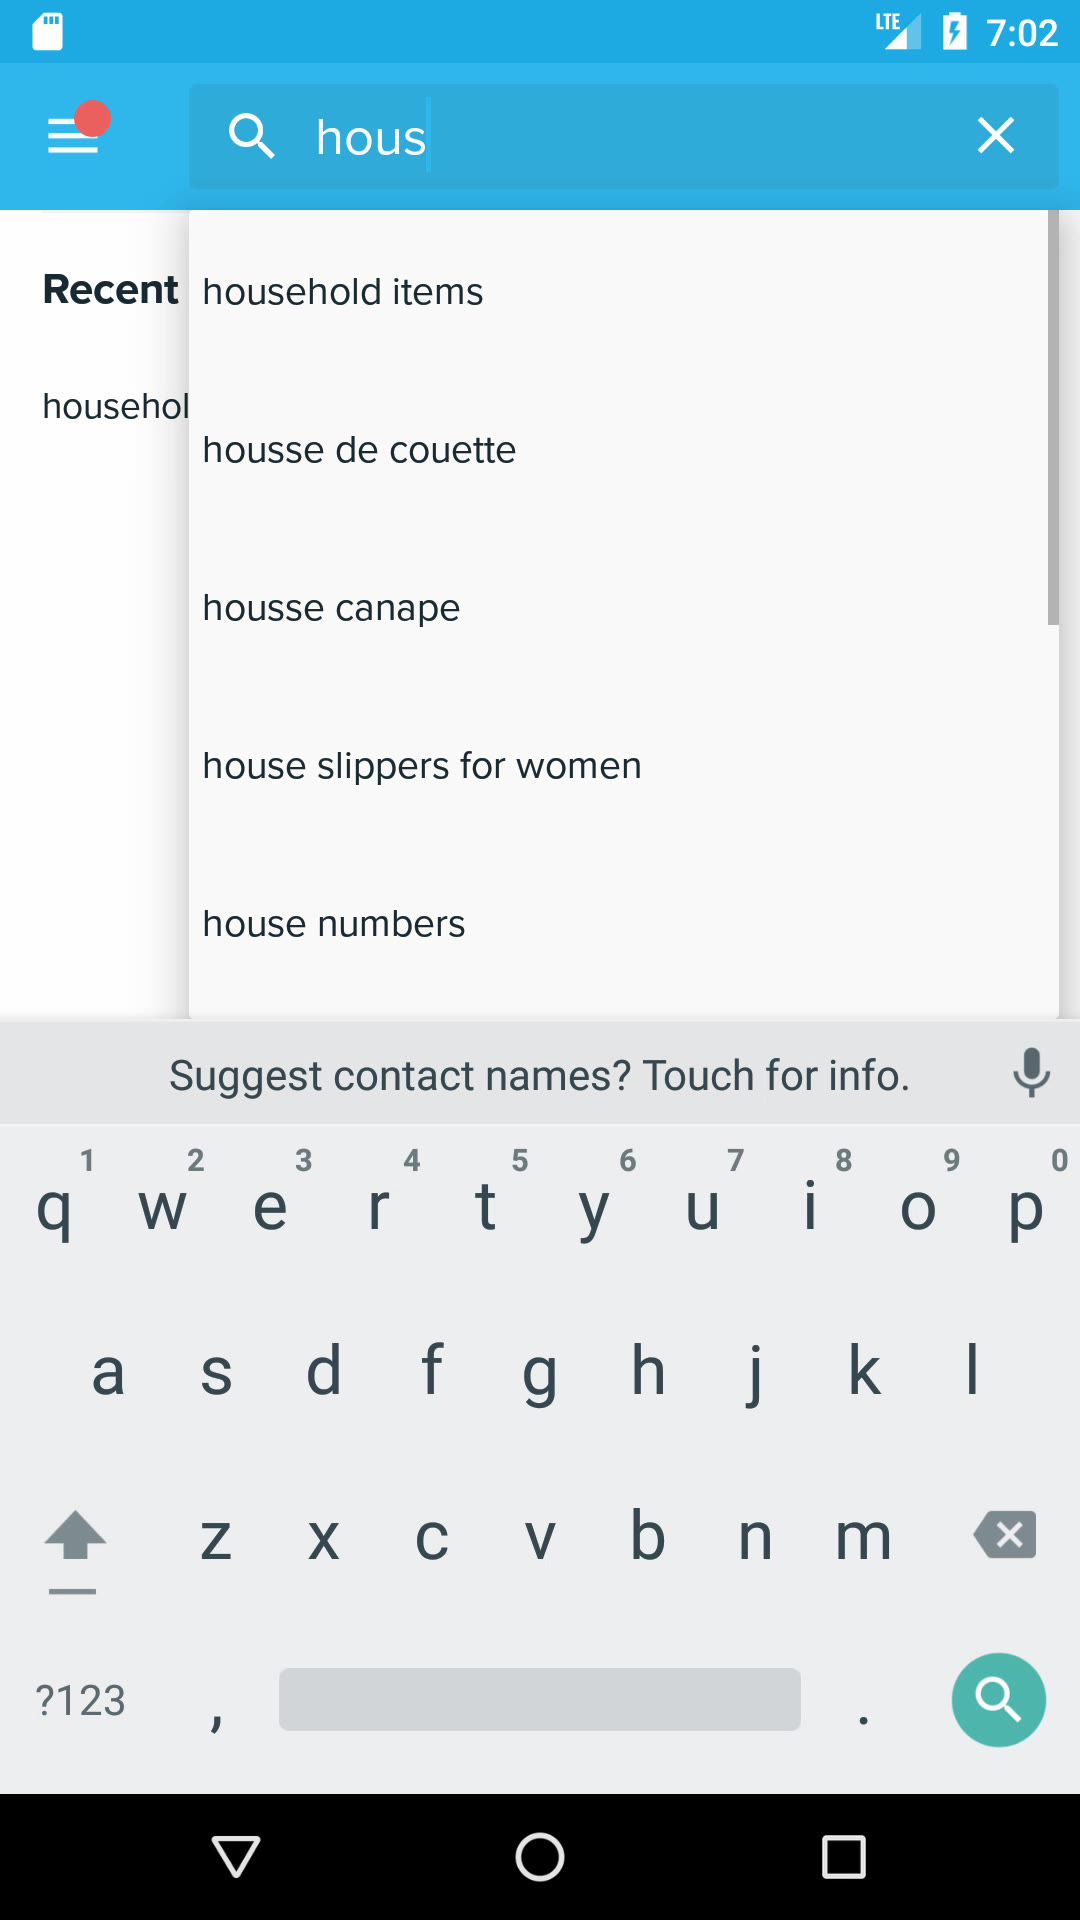 LTE 7:02
hous
Recent
househol
household items
housse de couette
housse canape
house slippers for women
house numbers
Suggest contact names? Touch for info.
1 2 3 4 5 6 7 8 9 0
q w e r t y u i o p
a s d f g h j k l
z x c v b n m
?123 , .